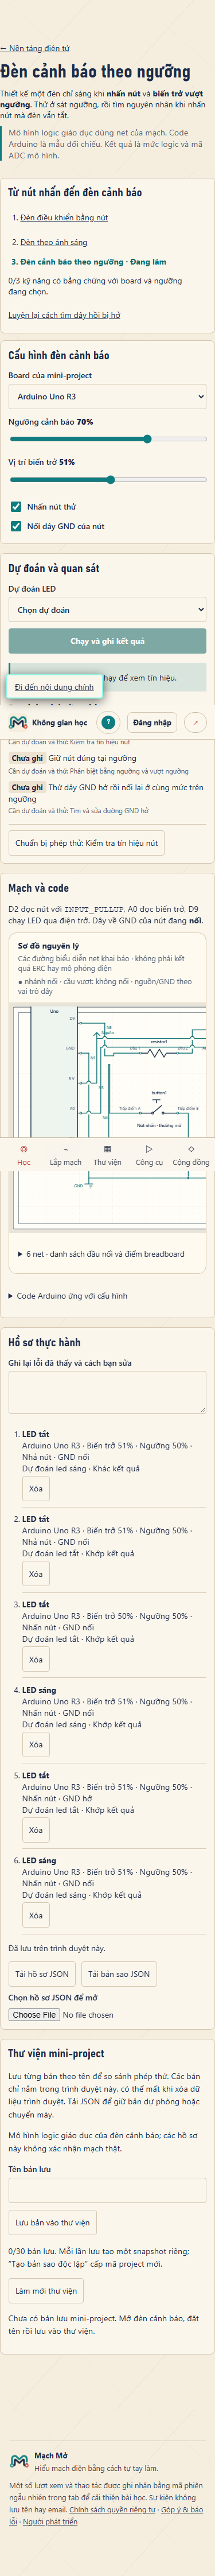 ← Nền tảng điện tử
Đèn cảnh báo theo ngưỡng
Thiết kế một đèn chỉ sáng khi nhấn nút và biến trở vượt
ngưỡng. Thử ở sát ngưỡng, rồi tìm nguyên nhân khi nhấn
nút mà đèn vẫn tắt.
Mô hình logic giáo dục dùng net của mạch. Code
Arduino là mẫu đối chiếu. Kết quả là mức logic và mã
ADC mô hình.
Từ nút nhấn đến đèn cảnh báo
1. Đèn điều khiển bằng nút
2. Đèn theo ánh sáng
3. Đèn cảnh báo theo ngưỡng · Đang làm
0/3 kỹ năng có bằng chứng với board và ngưỡng
đang chọn.
Luyện lại cách tìm dây hồi bị hở
Cấu hình đèn cảnh báo
Board của mini-project
Arduino Uno R3
Ngưỡng cảnh báo 70%
Vị trí biến trở 51%
Nhấn nút thử
Nối dây GND của nút
Dự đoán và quan sát
Dự đoán LED
Chọn dự đoán
Chạy và ghi kết quả
chạy để xem tín hiệu.
Đi đến nội dung chính
Không gian học
?
Đăng nhập
Cần dự đoán và thử: Kiểm tra tín hiệu nút
Chưa ghi Giữ nút đúng tại ngưỡng
Cần dự đoán và thử: Phân biệt bằng ngưỡng và vượt ngưỡng
Chưa ghi Thử dây GND hở rồi nối lại ở cùng mức trên
ngưỡng
Cần dự đoán và thử: Tìm và sửa đường GND hở
Chuẩn bị phép thử: Kiểm tra tín hiệu nút
Mạch và code
D2 đọc nút với INPUT_PULLUP, A0 đọc biến trở, D9
chạy LED qua điện trở. Dây về GND của nút đang nối.
Sơ đồ nguyên lý
Các đường biểu diễn net khai báo · không phải kết
quả ERC hay mô phỏng điện
● nhánh nối · cầu vượt: không nối · nguồn/GND theo
vai trò dây
Uno
D9
GND
5 V
A0
resistor1
button1
Tiếp điểm A
Tiếp điểm B
Nút nhấn · thường mở
Học
Lắp mạch
Thư viện
Công cụ
Cộng đồng
GND
▶ 6 net · danh sách đầu nối và điểm breadboard
▶ Code Arduino ứng với cấu hình
Hồ sơ thực hành
Ghi lại lỗi đã thấy và cách bạn sửa
1. LED tắt
Arduino Uno R3 · Biến trở 51% · Ngưỡng 50% ·
Nhả nút · GND nối
Dự đoán led sáng · Khác kết quả
Xóa
2. LED tắt
Arduino Uno R3 · Biến trở 51% · Ngưỡng 50% ·
Nhả nút · GND nối
Dự đoán led tắt · Khớp kết quả
Xóa
3. LED tắt
Arduino Uno R3 · Biến trở 50% · Ngưỡng 50% ·
Nhấn nút · GND nối
Dự đoán led tắt · Khớp kết quả
Xóa
4. LED sáng
Arduino Uno R3 · Biến trở 51% · Ngưỡng 50% ·
Nhấn nút · GND nối
Dự đoán led sáng · Khớp kết quả
Xóa
5. LED tắt
Arduino Uno R3 · Biến trở 51% · Ngưỡng 50% ·
Nhấn nút · GND hở
Dự đoán led tắt · Khớp kết quả
Xóa
6. LED sáng
Arduino Uno R3 · Biến trở 51% · Ngưỡng 50% ·
Nhấn nút · GND nối
Dự đoán led sáng · Khớp kết quả
Xóa
Đã lưu trên trình duyệt này.
Tải hồ sơ JSON
Tải bản sao JSON
Chọn hồ sơ JSON để mở
Choose File No file chosen
Thư viện mini-project
Lưu từng bản theo tên để so sánh phép thử. Các bản
chỉ nằm trong trình duyệt này, có thể mất khi xóa dữ
liệu trình duyệt. Tải JSON để giữ bản dự phòng hoặc
chuyển máy.
Mô hình logic giáo dục của đèn cảnh báo; các hồ sơ
này không xác nhận mạch thật.
Tên bản lưu
Lưu bản vào thư viện
0/30 bản lưu. Mỗi lần lưu tạo một snapshot riêng;
“Tạo bản sao độc lập” cấp mã project mới.
Làm mới thư viện
Chưa có bản lưu mini-project. Mở đèn cảnh báo, đặt
tên rồi lưu vào thư viện.
Mạch Mở
Hiểu mạch điện bằng cách tự tay làm.
Một số lượt xem và thao tác được ghi nhận bằng mã phiên
ngẫu nhiên trong tab để cải thiện bài học. Sự kiện không
lưu tên hay email. Chính sách quyền riêng tư · Góp ý & báo
lỗi · Người phát triển